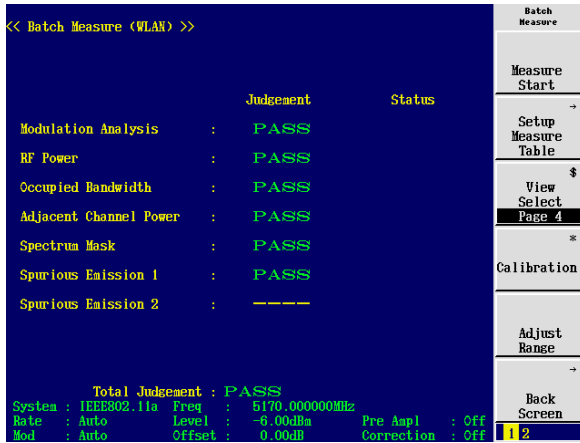 << Batch Measure (WLAN) >>
Judgement Status
Modulation Analysis : PASS
RF Power : PASS
Occupied Bandwidth : PASS
Adjacent Channel Power : PASS
Spectrum Mask : PASS
Spurious Emission 1 : PASS
Spurious Emission 2 : ----
Total Judgement : PASS
System : IEEE802.11a Freq : 5170.000000MHz
Rate : Auto Level : -6.00dBm Pre Ampl : Off
Mod : Auto Offset : 0.00dB Correction : Off
Batch
Measure
Measure
Start
→
Setup
Measure
Table
$
View
Select
Page 4
*
Calibration
Adjust
Range
→
Back
Screen
1 2